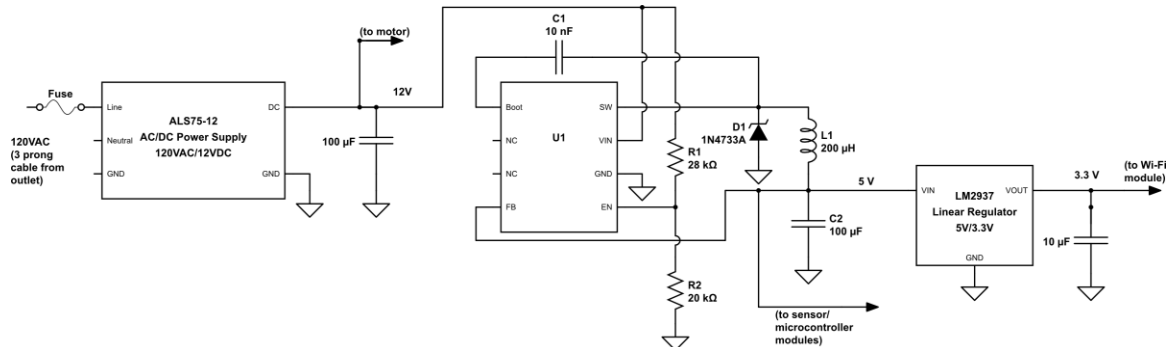 Fuse
120VAC
(3 prong
cable from
outlet)
Line
Neutral
GND
ALS75-12
AC/DC Power Supply
120VAC/12VDC
DC
GND
(to motor)
12V
100 µF
C1
10 nF
Boot
NC
NC
FB
U1
SW
VIN
GND
EN
R1
28 kΩ
R2
20 kΩ
D1
1N4733A
L1
200 µH
5 V
C2
100 µF
(to sensor/
microcontroller
modules)
VIN
LM2937
Linear Regulator
5V/3.3V
VOUT
GND
3.3 V
(to Wi-Fi
module)
10 µF